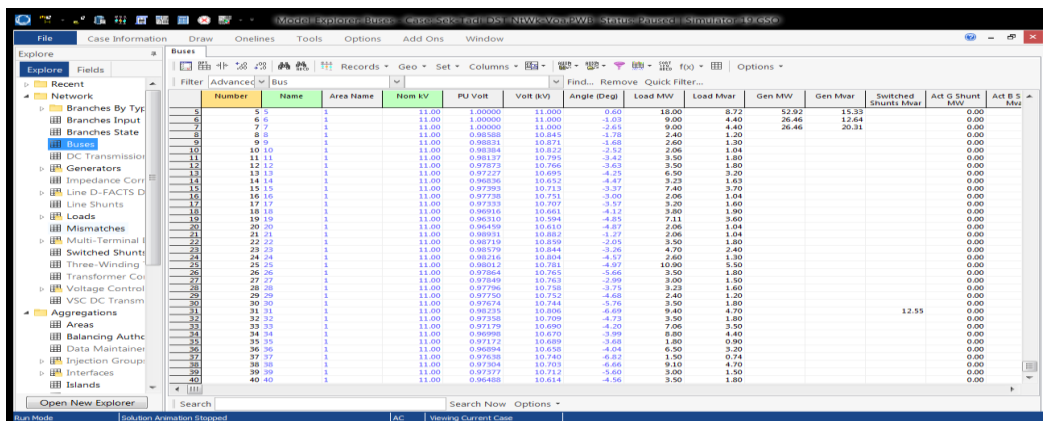 Model Explorer: Buses - Case: Sek-Tadi DS1 - NtWk-Voa.PWB Status: Paused | Simulator 19 GSO
File Case Information Draw Onelines Tools Options Add Ons Window
Explore
Explore Fields
Recent
Network
Branches By Typ
Branches Input
Branches State
Buses
DC Transmission
Generators
Impedance Corr
Line D-FACTS D
Line Shunts
Loads
Mismatches
Multi-Terminal
Switched Shunts
Three-Winding
Transformer Co
Voltage Control
VSC DC Transm
Aggregations
Areas
Balancing Autho
Data Maintainer
Injection Group
Interfaces
Islands
Open New Explorer
Buses
Records Geo Set Columns f(x) Options
Filter Advanced Bus Find... Remove Quick Filter...
Number Name Area Name Nom kV PU Volt Volt (kV) Angle (Deg) Load MW Load Mvar Gen MW Gen Mvar Switched Shunts Mvar Act G Shunt MW Act B S Mva
5 5 5 1 11.00 1.00000 11.000 0.60 18.00 8.72 52.92 15.33 0.00
6 6 6 1 11.00 1.00000 11.000 -1.03 9.00 4.40 26.46 12.64 0.00
7 7 7 1 11.00 1.00000 11.000 -2.65 9.00 4.40 26.46 20.31 0.00
8 8 8 1 11.00 0.98588 10.845 -1.78 2.40 1.20 0.00
9 9 9 1 11.00 0.98831 10.871 -1.68 2.60 1.30 0.00
10 10 10 1 11.00 0.98384 10.822 -2.52 2.06 1.04 0.00
11 11 11 1 11.00 0.98137 10.795 -3.42 3.50 1.80 0.00
12 12 12 1 11.00 0.97873 10.766 -3.63 3.50 1.80 0.00
13 13 13 1 11.00 0.97227 10.695 -4.25 6.50 3.20 0.00
14 14 14 1 11.00 0.96836 10.652 -4.47 3.23 1.63 0.00
15 15 15 1 11.00 0.97393 10.713 -3.37 7.40 3.70 0.00
16 16 16 1 11.00 0.97738 10.751 -3.00 2.06 1.04 0.00
17 17 17 1 11.00 0.97333 10.707 -3.57 3.20 1.60 0.00
18 18 18 1 11.00 0.96916 10.661 -4.12 3.80 1.90 0.00
19 19 19 1 11.00 0.96310 10.594 -4.85 7.11 3.60 0.00
20 20 20 1 11.00 0.96459 10.610 -4.87 2.06 1.04 0.00
21 21 21 1 11.00 0.98931 10.882 -1.27 2.06 1.04 0.00
22 22 22 1 11.00 0.98719 10.859 -2.05 3.50 1.80 0.00
23 23 23 1 11.00 0.98579 10.844 -3.26 4.70 2.40 0.00
24 24 24 1 11.00 0.98216 10.804 -4.57 2.60 1.30 0.00
25 25 25 1 11.00 0.98012 10.781 -4.97 10.90 5.50 0.00
26 26 26 1 11.00 0.97864 10.765 -5.66 3.50 1.80 0.00
27 27 27 1 11.00 0.97849 10.763 -2.99 3.00 1.50 0.00
28 28 28 1 11.00 0.97796 10.758 -3.75 3.23 1.60 0.00
29 29 29 1 11.00 0.97750 10.752 -4.68 2.40 1.20 0.00
30 30 30 1 11.00 0.97674 10.744 -5.76 3.50 1.80 0.00
31 31 31 1 11.00 0.98235 10.806 -6.69 9.40 4.70 12.55 0.00
32 32 32 1 11.00 0.97358 10.709 -4.73 3.50 1.80 0.00
33 33 33 1 11.00 0.97179 10.690 -4.20 7.06 3.50 0.00
34 34 34 1 11.00 0.96998 10.670 -3.99 8.80 4.40 0.00
35 35 35 1 11.00 0.97172 10.689 -3.68 1.80 0.90 0.00
36 36 36 1 11.00 0.96894 10.658 -4.04 6.50 3.20 0.00
37 37 37 1 11.00 0.97638 10.740 -6.82 1.50 0.74 0.00
38 38 38 1 11.00 0.97304 10.703 -6.66 9.10 4.70 0.00
39 39 39 1 11.00 0.97377 10.712 -5.60 3.00 1.50 0.00
40 40 40 1 11.00 0.96488 10.614 -4.56 3.50 1.80 0.00
Search Search Now Options
Run Mode Solution Animation Stopped AC Viewing Current Case